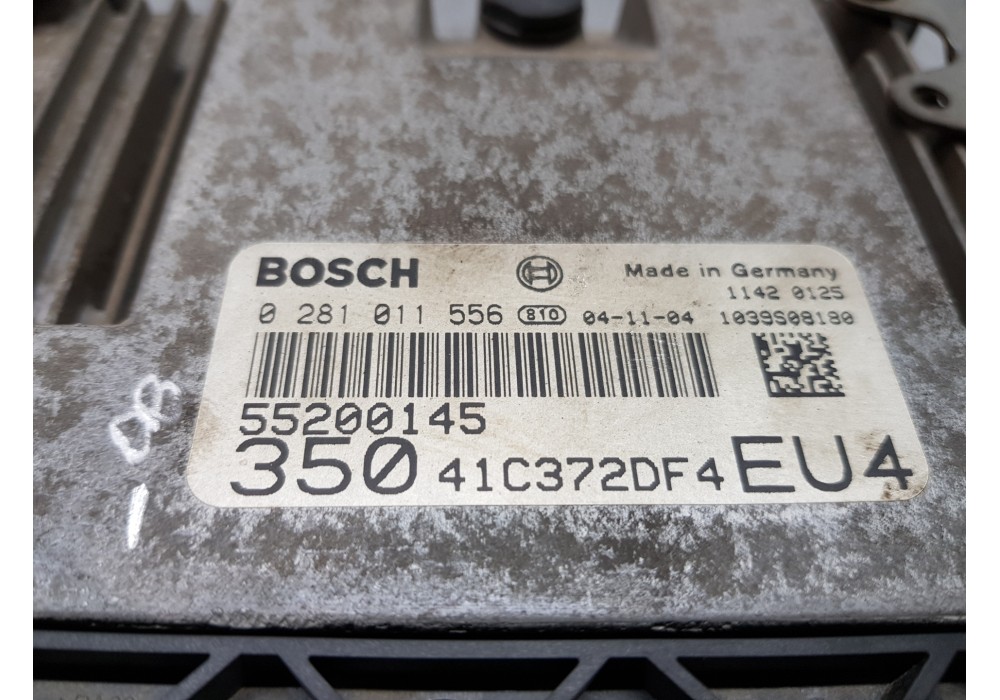 BOSCH Made in Germany
1142 0125
0 281 011 556 810 04-11-04 1039S08180
55200145
350 41C372DF4 EU4